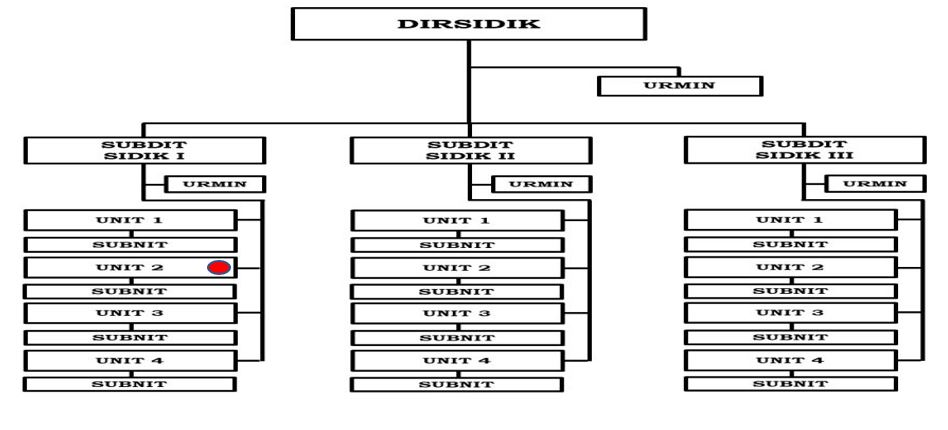 DIRSIDIK
URMIN
SUBDIT
SIDIK I
URMIN
UNIT 1
SUBNIT
UNIT 2
SUBNIT
UNIT 3
SUBNIT
UNIT 4
SUBNIT
SUBDIT
SIDIK II
URMIN
UNIT 1
SUBNIT
UNIT 2
SUBNIT
UNIT 3
SUBNIT
UNIT 4
SUBNIT
SUBDIT
SIDIK III
URMIN
UNIT 1
SUBNIT
UNIT 2
SUBNIT
UNIT 3
SUBNIT
UNIT 4
SUBNIT